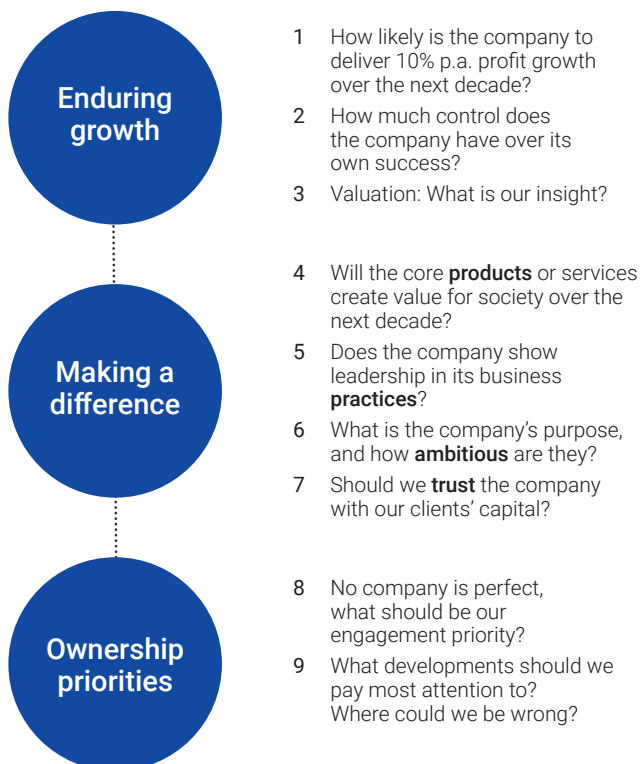 Enduring
growth
1 How likely is the company to
deliver 10% p.a. profit growth
over the next decade?
2 How much control does
the company have over its
own success?
3 Valuation: What is our insight?
Making a
difference
4 Will the core products or services
create value for society over the
next decade?
5 Does the company show
leadership in its business
practices?
6 What is the company’s purpose,
and how ambitious are they?
7 Should we trust the company
with our clients’ capital?
Ownership
priorities
8 No company is perfect,
what should be our
engagement priority?
9 What developments should we
pay most attention to?
Where could we be wrong?